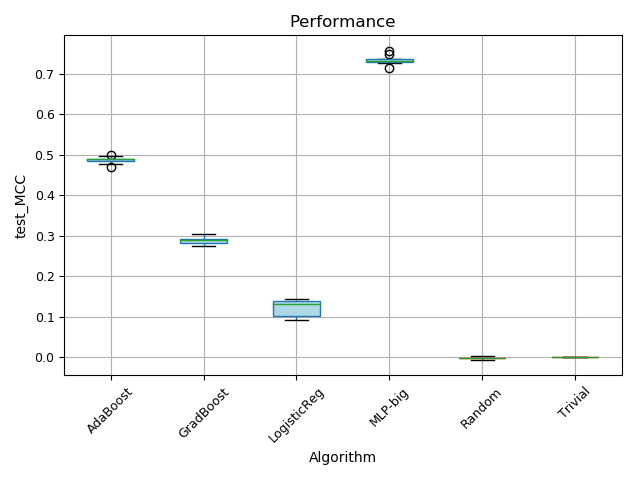 Performance
test_MCC
0.7
0.6
0.5
0.4
0.3
0.2
0.1
0.0
AdaBoost
GradBoost
LogisticReg
MLP-big
Random
Trivial
Algorithm